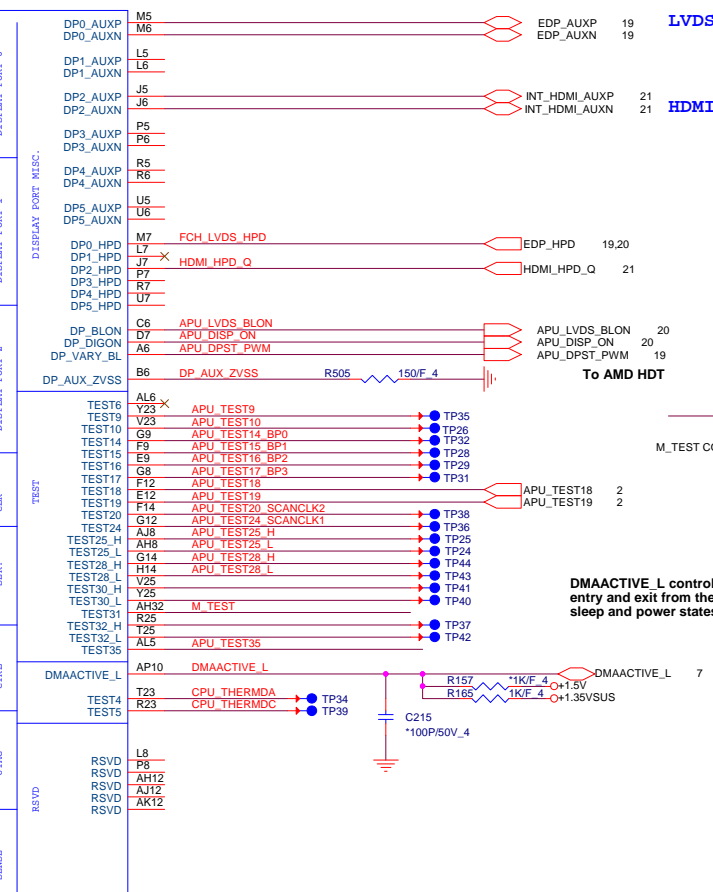 DP0_AUXP M5 EDP_AUXP 19 LVDS
DP0_AUXN M6 EDP_AUXN 19
DP1_AUXP L5
DP1_AUXN L6
DP2_AUXP J5 INT_HDMI_AUXP 21
DP2_AUXN J6 INT_HDMI_AUXN 21 HDMI
DP3_AUXP P5
DP3_AUXN P6
DP4_AUXP R5
DP4_AUXN R6
DP5_AUXP U5
DP5_AUXN U6
DISPLAY PORT MISC.
DP0_HPD M7 FCH_LVDS_HPD EDP_HPD 19,20
DP1_HPD L7
DP2_HPD J7 HDMI_HPD_Q HDMI_HPD_Q 21
DP3_HPD P7
DP4_HPD R7
DP5_HPD U7
DP_BLON C6 APU_LVDS_BLON APU_LVDS_BLON 20
DP_DIGON D7 APU_DISP_ON APU_DISP_ON 20
DP_VARY_BL A6 APU_DPST_PWM APU_DPST_PWM 19
DP_AUX_ZVSS B6 DP_AUX_ZVSS R505 150/F_4 To AMD HDT
TEST6 AL6
TEST9 Y23 APU_TEST9 TP35
TEST10 V23 APU_TEST10 TP26
TEST14 G9 APU_TEST14_BP0 TP32
TEST15 F9 APU_TEST15_BP1 TP28
TEST16 E9 APU_TEST16_BP2 TP29
TEST17 G8 APU_TEST17_BP3 TP31
TEST18 F12 APU_TEST18 APU_TEST18 2
TEST19 E12 APU_TEST19 APU_TEST19 2
TEST20 F14 APU_TEST20_SCANCLK2 TP38
TEST24 G12 APU_TEST24_SCANCLK1 TP36
TEST25_H AJ8 APU_TEST25_H TP25
TEST25_L AH8 APU_TEST25_L TP24
TEST28_H G14 APU_TEST28_H TP44
TEST28_L H14 APU_TEST28_L TP43
TEST30_H V25 TP41
TEST30_L Y25 TP40
TEST31 AH32 M_TEST
TEST32_H R25 TP37
TEST32_L T25 TP42
TEST35 AL5 APU_TEST35
TEST
M_TEST
DMAACTIVE_L control
entry and exit from the
sleep and power states
DMAACTIVE_L AP10 DMAACTIVE_L DMAACTIVE_L 7
R157 *1K/F_4 +1.5V
R165 1K/F_4 +1.35VSUS
TEST4 T23 CPU_THERMDA TP34
TEST5 R23 CPU_THERMDC TP39
C215
*100P/50V_4
RSVD L8
RSVD P8
RSVD AH12
RSVD AJ12
RSVD AK12
RSVD